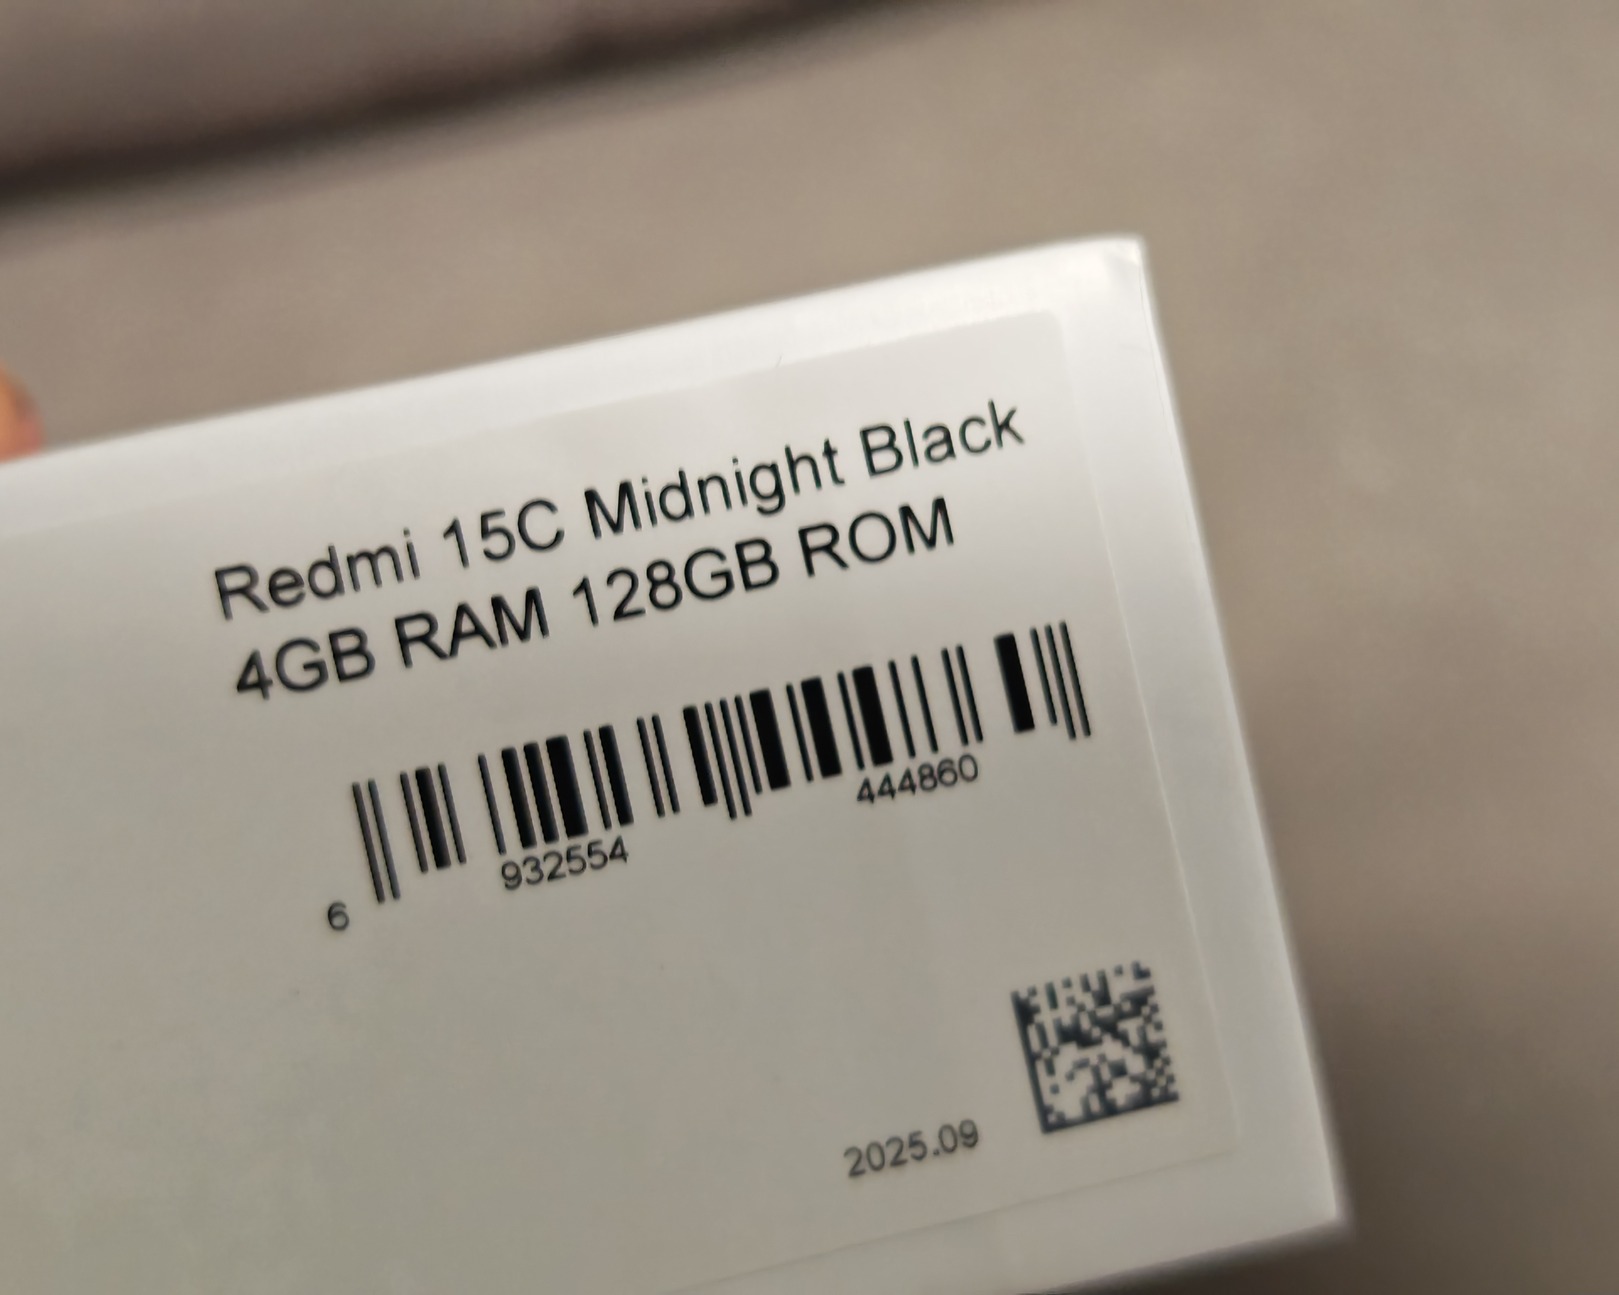 Redmi 15C Midnight Black
4GB RAM 128GB ROM
6 932554 444860
2025.09